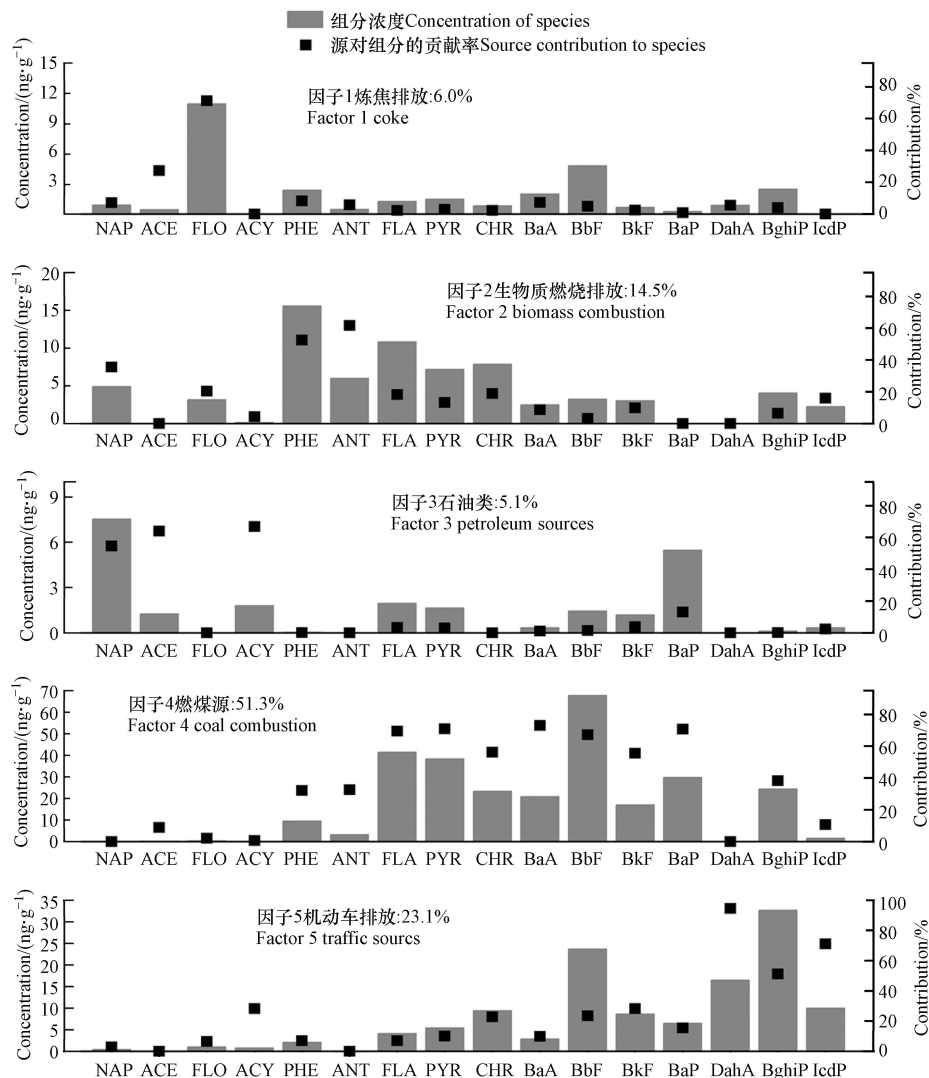 组分浓度Concentration of species
源对组分的贡献率Source contribution to species
Concentration/(ng·g⁻¹)
15
12
9
6
3
因子1炼焦排放:6.0%
Factor 1 coke
80
60
40
20
0
Contribution/%
NAP ACE FLO ACY PHE ANT FLA PYR CHR BaA BbF BkF BaP DahA BghiP IcdP
Concentration/(ng·g⁻¹)
20
15
10
5
0
因子2生物质燃烧排放:14.5%
Factor 2 biomass combustion
80
60
40
20
0
Contribution/%
NAP ACE FLO ACY PHE ANT FLA PYR CHR BaA BbF BkF BaP DahA BghiP IcdP
Concentration/(ng·g⁻¹)
9
6
3
0
因子3石油类:5.1%
Factor 3 petroleum sources
80
60
40
20
0
Contribution/%
NAP ACE FLO ACY PHE ANT FLA PYR CHR BaA BbF BkF BaP DahA BghiP IcdP
Concentration/(ng·g⁻¹)
70
60
50
40
30
20
10
0
因子4燃煤源:51.3%
Factor 4 coal combustion
80
60
40
20
0
Contribution/%
NAP ACE FLO ACY PHE ANT FLA PYR CHR BaA BbF BkF BaP DahA BghiP IcdP
Concentration/(ng·g⁻¹)
35
30
25
20
15
10
5
0
因子5机动车排放:23.1%
Factor 5 traffic sourcs
100
80
60
40
20
0
Contribution/%
NAP ACE FLO ACY PHE ANT FLA PYR CHR BaA BbF BkF BaP DahA BghiP IcdP